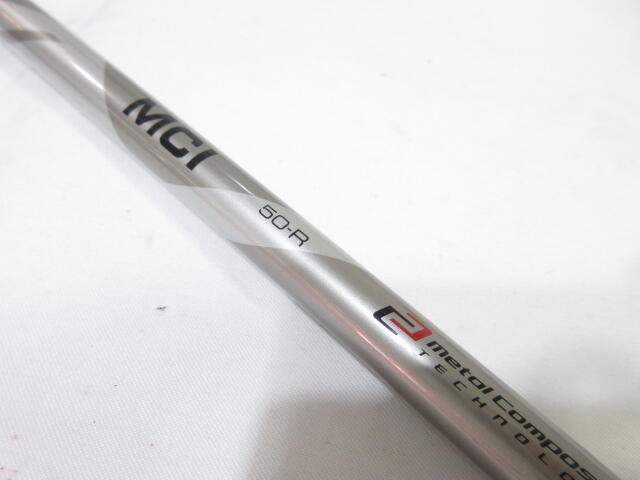 MCI
50-R
metal Compos
TECHNOLO